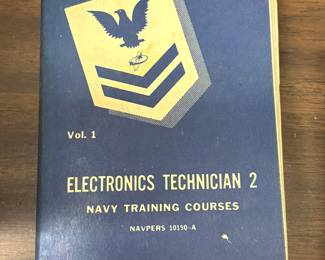 Vol. 1
ELECTRONICS TECHNICIAN 2
NAVY TRAINING COURSES
NAVPERS 10190-A